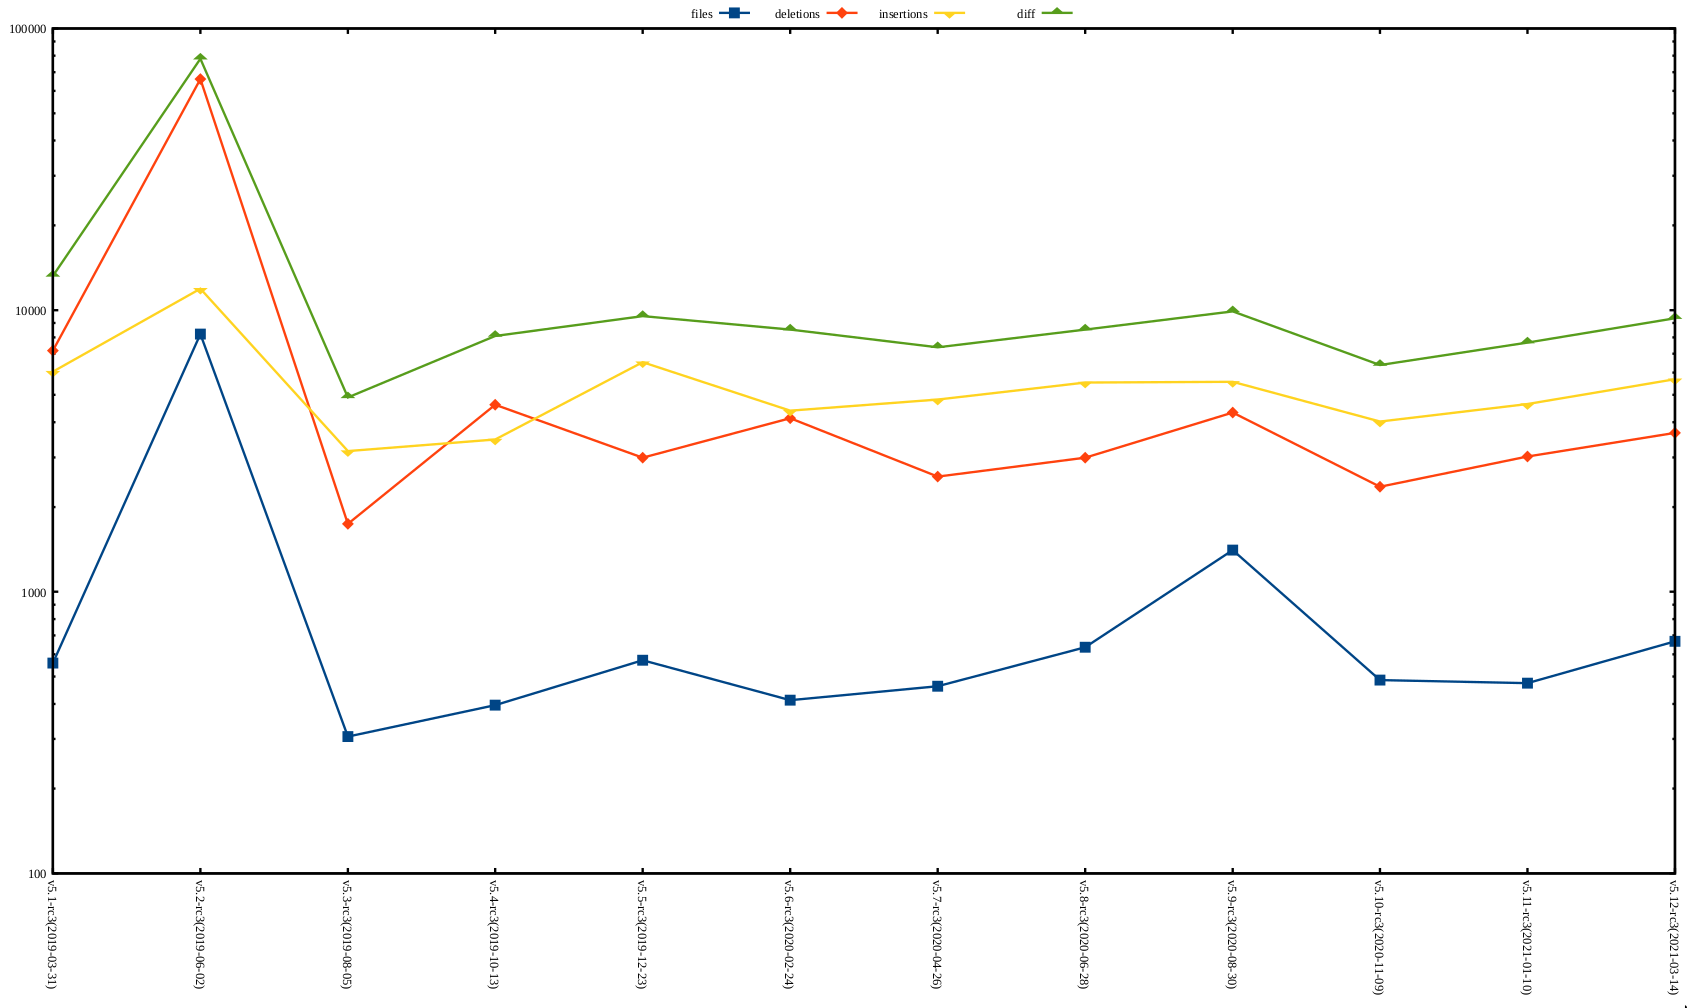 files deletions insertions diff
100000
10000
1000
100
v5.1-rc3(2019-03-31)
v5.2-rc3(2019-06-02)
v5.3-rc3(2019-08-05)
v5.4-rc3(2019-10-13)
v5.5-rc3(2019-12-23)
v5.6-rc3(2020-02-24)
v5.7-rc3(2020-04-26)
v5.8-rc3(2020-06-28)
v5.9-rc3(2020-08-30)
v5.10-rc3(2020-11-09)
v5.11-rc3(2021-01-10)
v5.12-rc3(2021-03-14)